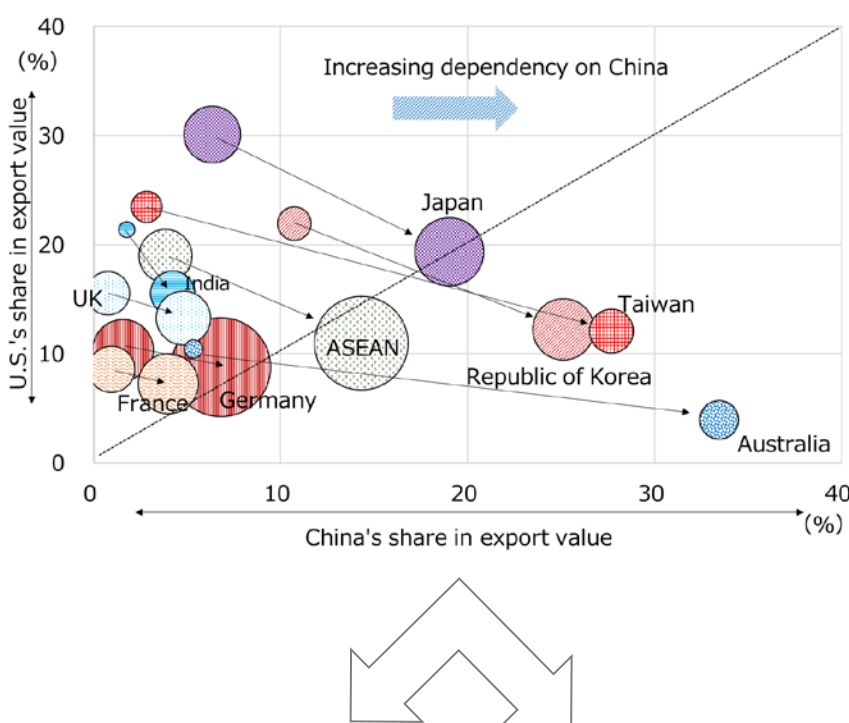 40
(%)
Increasing dependency on China
30
Japan
20
India
UK
Taiwan
10
ASEAN
Republic of Korea
France
Germany
Australia
0
U.S.'s share in export value
0
10
20
30
40
(%)
China's share in export value